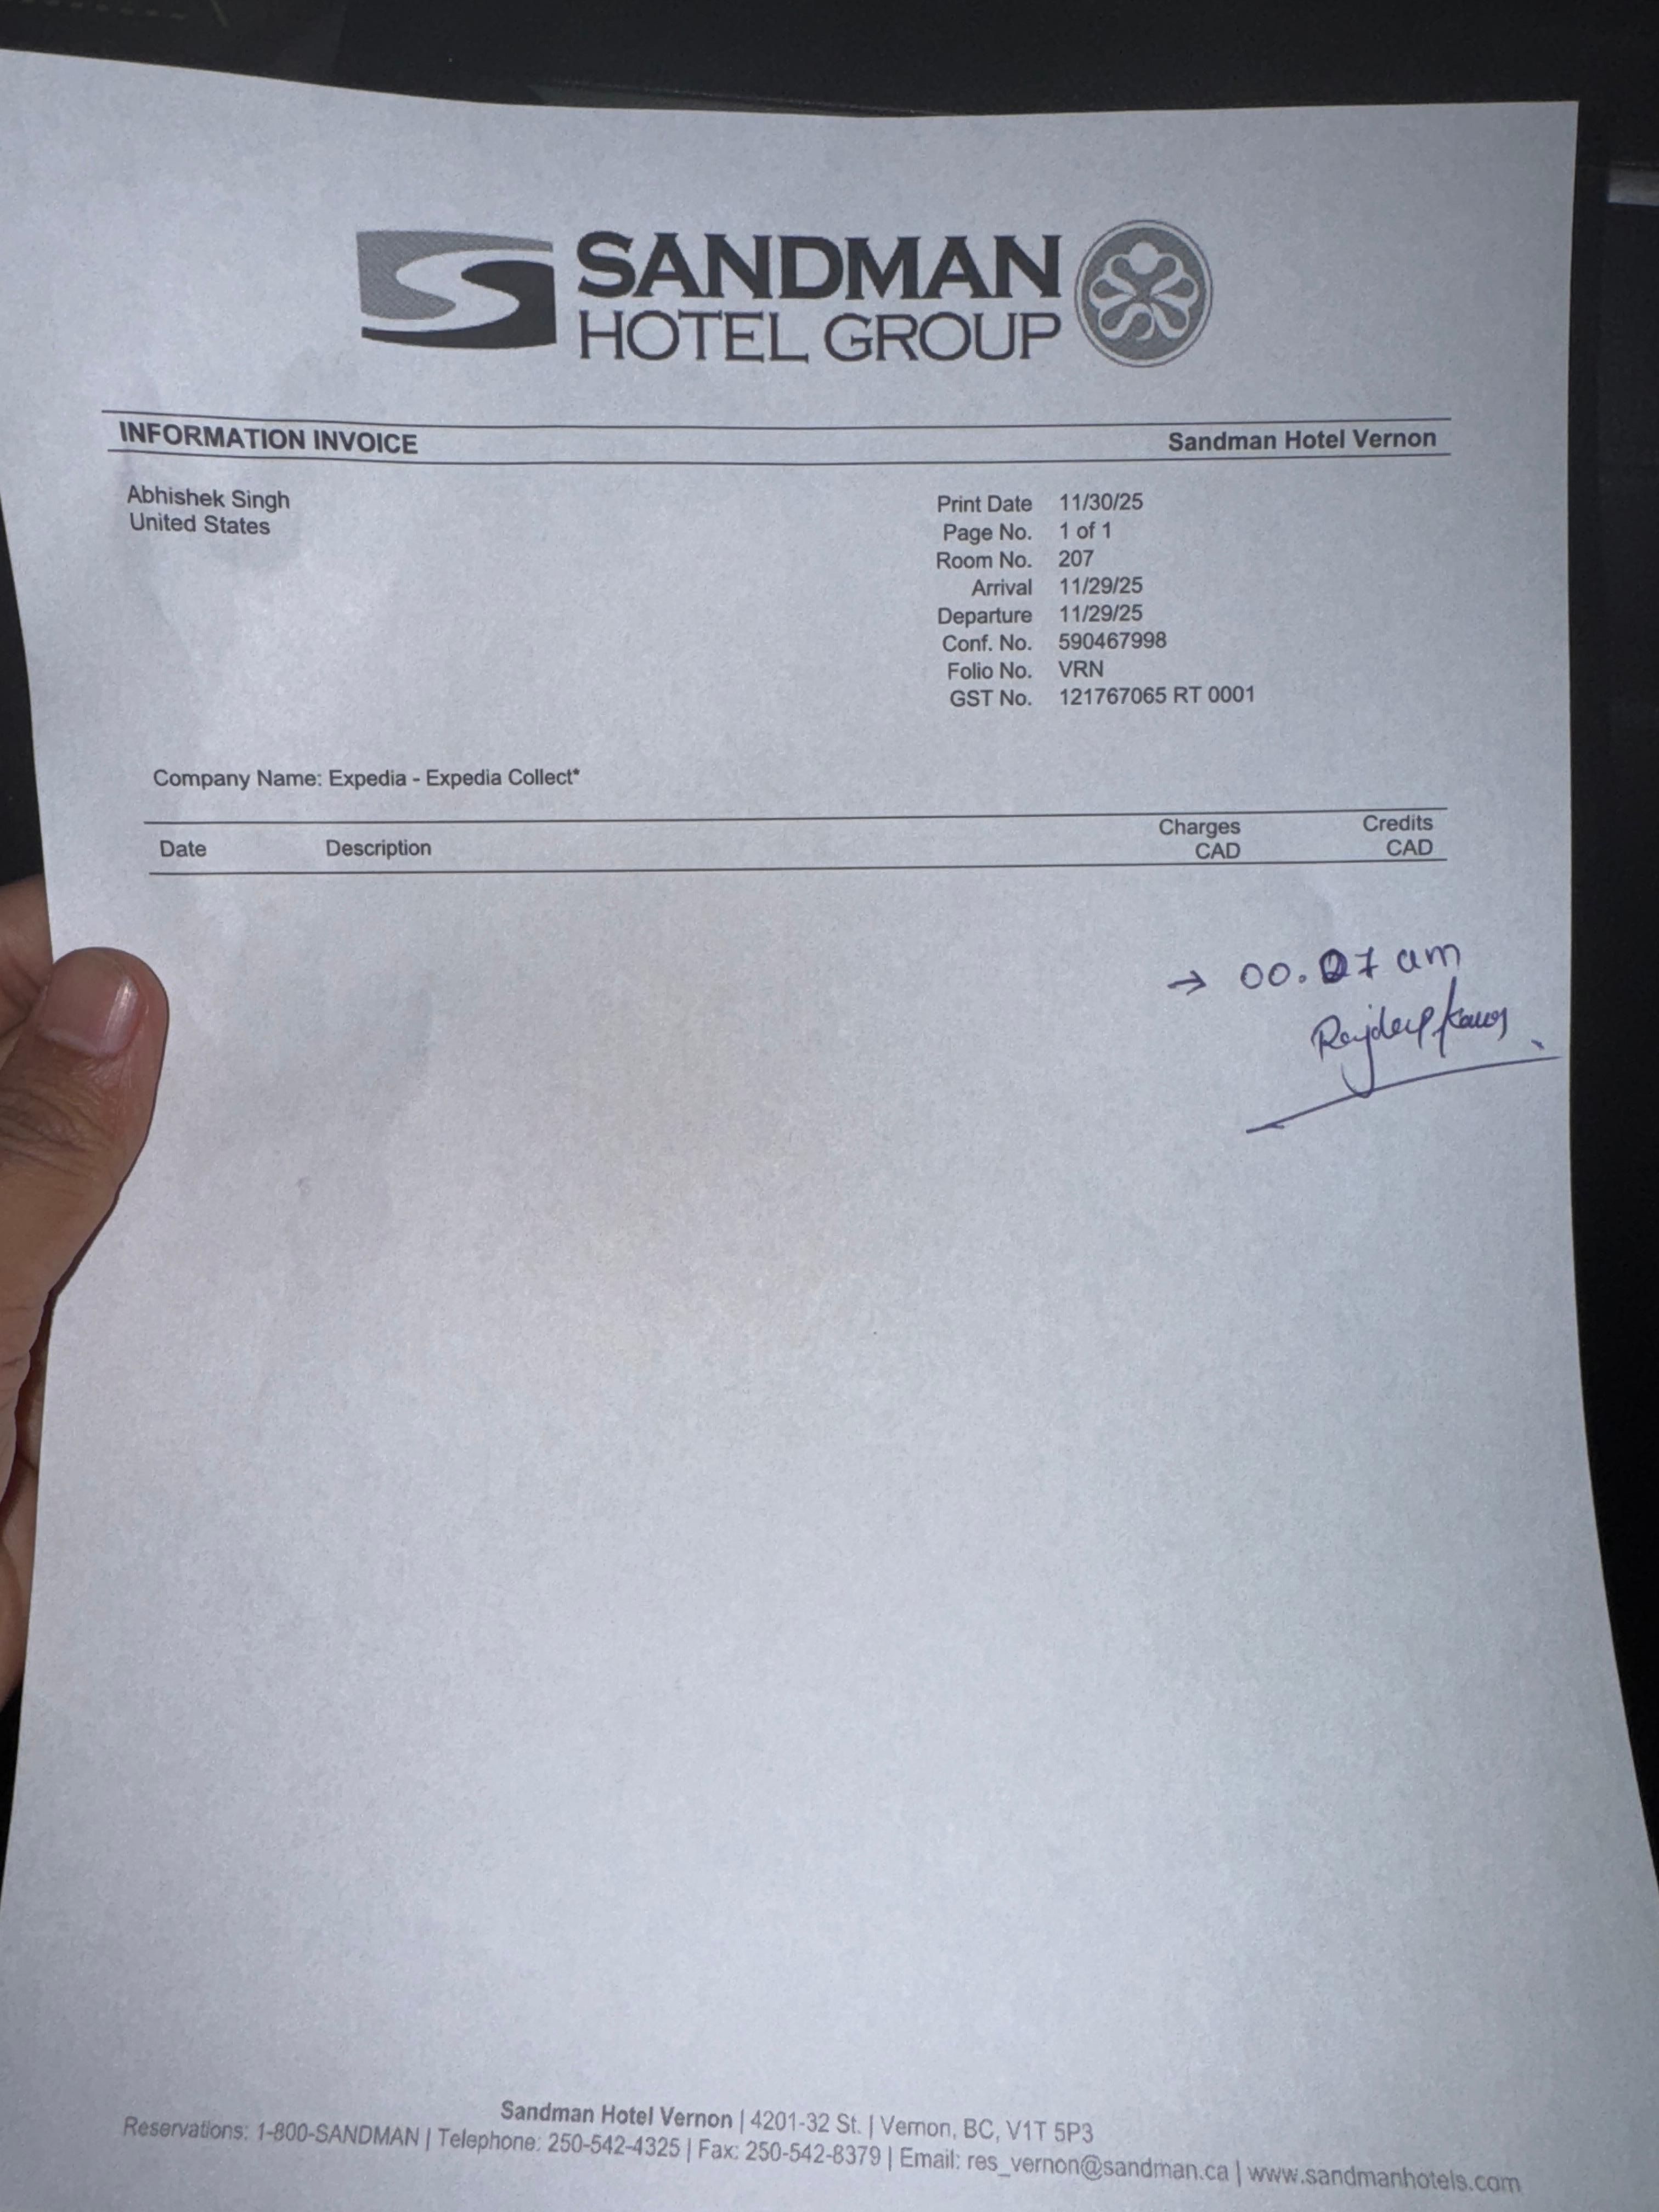 SANDMAN
HOTEL GROUP
INFORMATION INVOICE
Sandman Hotel Vernon
Abhishek Singh
United States
Print Date 11/30/25
Page No. 1 of 1
Room No. 207
Arrival 11/29/25
Departure 11/29/25
Conf. No. 590467998
Folio No. VRN
GST No. 121767065 RT 0001
Company Name: Expedia - Expedia Collect*
Date Description Charges CAD Credits CAD
→ 00.27 am
Rajdeep Kaur
Sandman Hotel Vernon | 4201-32 St. | Vernon, BC, V1T 5P3
Reservations: 1-800-SANDMAN | Telephone: 250-542-4325 | Fax: 250-542-8379 | Email: res_vernon@sandman.ca | www.sandmanhotels.com